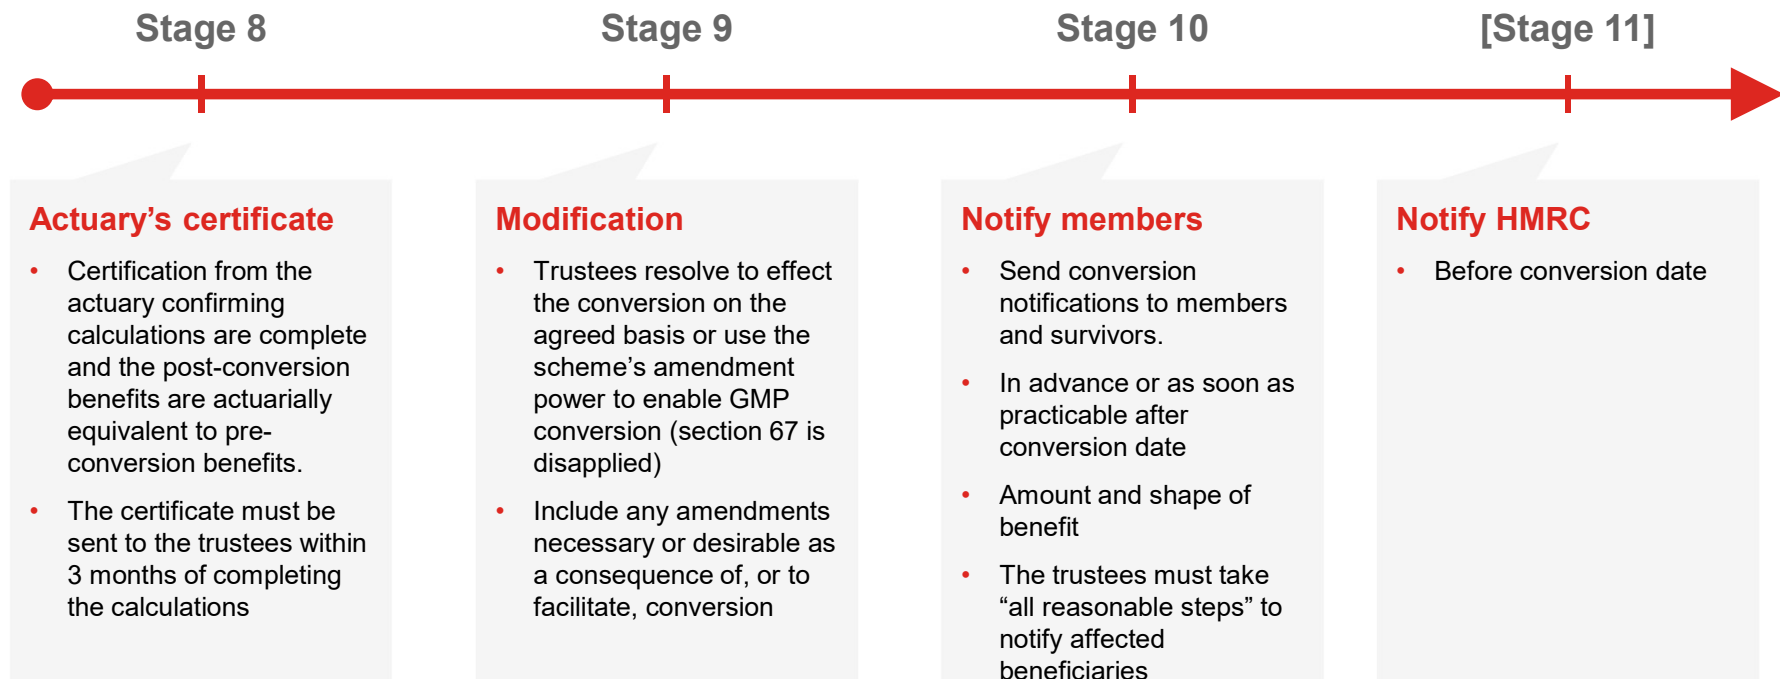 Stage 8
Stage 9
Stage 10
[Stage 11]
Actuary's certificate
• Certification from the
actuary confirming
calculations are complete
and the post-conversion
benefits are actuarially
equivalent to pre-
conversion benefits.
• The certificate must be
sent to the trustees within
3 months of completing
the calculations
Modification
• Trustees resolve to effect
the conversion on the
agreed basis or use the
scheme's amendment
power to enable GMP
conversion (section 67 is
disapplied)
• Include any amendments
necessary or desirable as
a consequence of, or to
facilitate, conversion
Notify members
• Send conversion
notifications to members
and survivors.
• In advance or as soon as
practicable after
conversion date
• Amount and shape of
benefit
• The trustees must take
“all reasonable steps” to
notify affected
beneficiaries
Notify HMRC
• Before conversion date